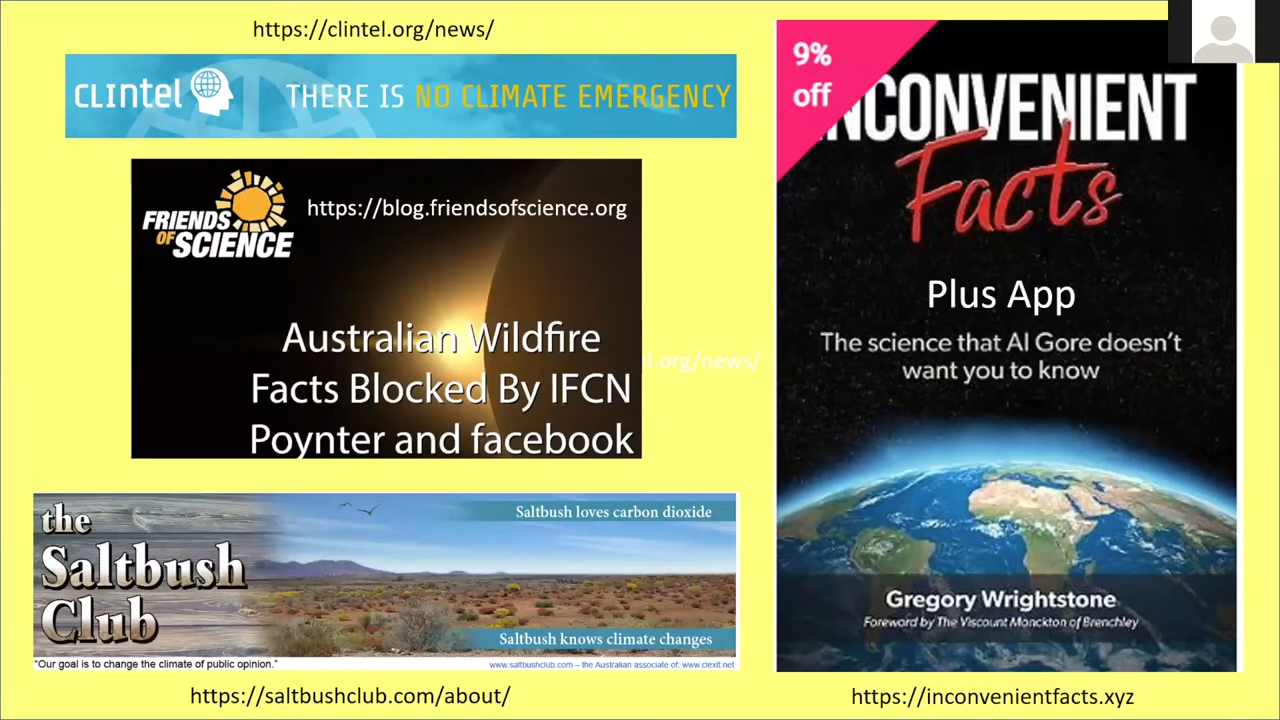 https://clintel.org/news/
CLINTEL
THERE IS NO CLIMATE EMERGENCY
FRIENDS
OF SCIENCE
https://blog.friendsofscience.org
Australian Wildfire
Facts Blocked By IFCN
Poynter and facebook
el.org/news/
the
Saltbush
Club
Saltbush loves carbon dioxide
Saltbush knows climate changes
"Our goal is to change the climate of public opinion."
www.saltbushclub.com – the Australian associate of: www.clexit.net
https://saltbushclub.com/about/
9%
off
INCONVENIENT
Facts
Plus App
The science that Al Gore doesn't
want you to know
Gregory Wrightstone
Foreword by The Viscount Monckton of Brenchley
https://inconvenientfacts.xyz